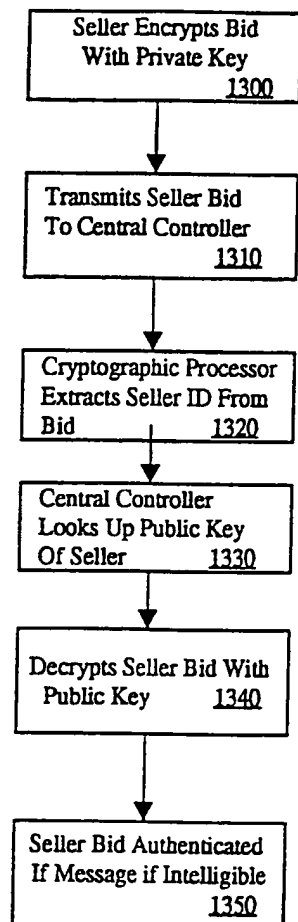 Seller Encrypts Bid
With Private Key
1300
Transmits Seller Bid
To Central Controller
1310
Cryptographic Processor
Extracts Seller ID From
Bid 1320
Central Controller
Looks Up Public Key
Of Seller 1330
Decrypts Seller Bid With
Public Key 1340
Seller Bid Authenticated
If Message if Intelligible
1350